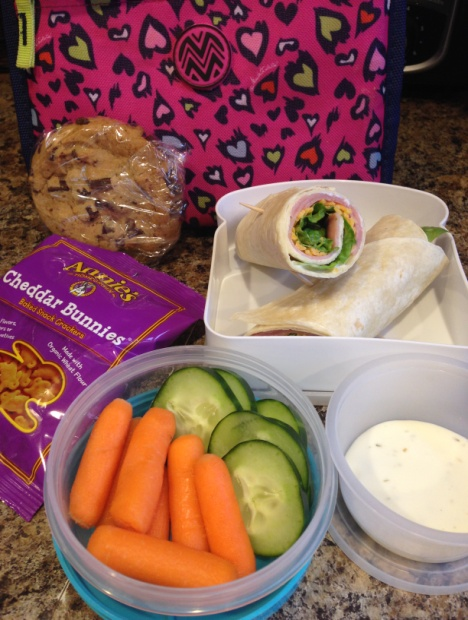 Annie's
Cheddar Bunnies
Baked Snack Crackers
Made with
Organic Wheat Flour